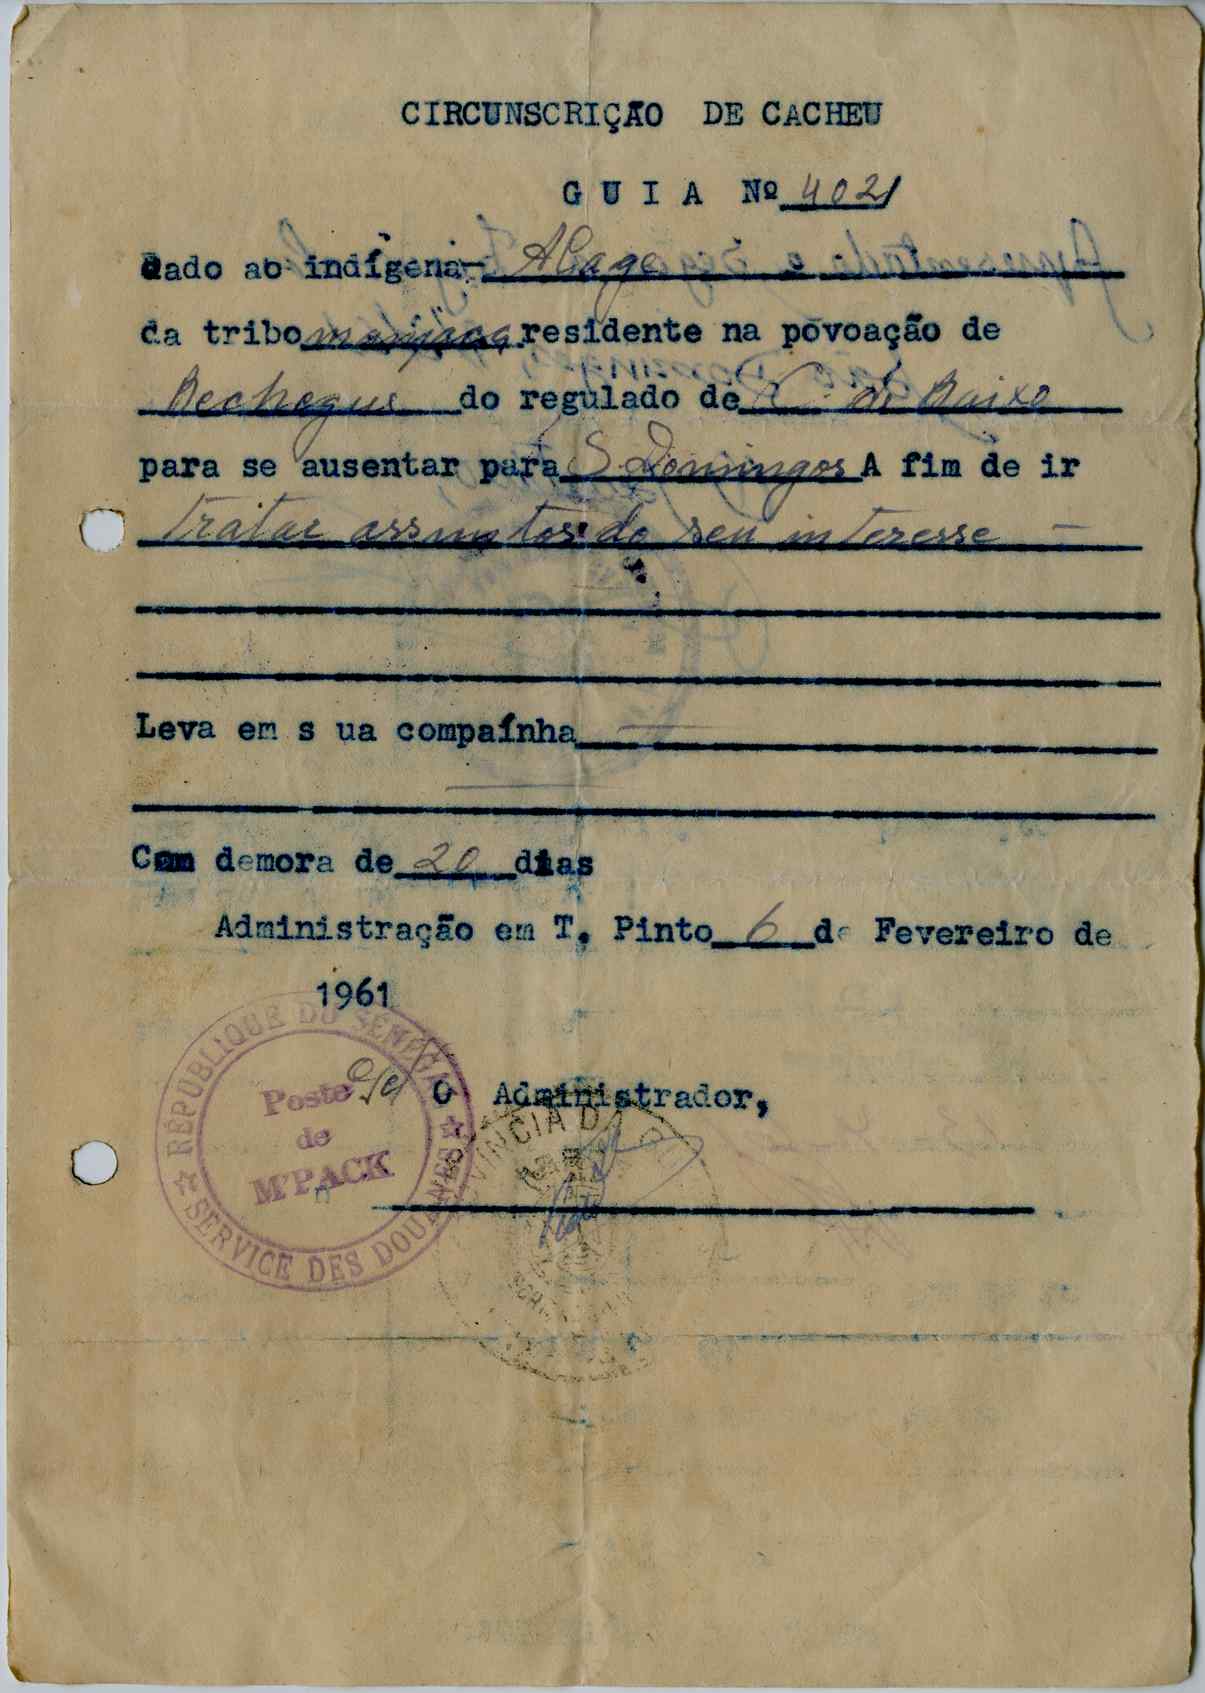 CIRCUNSCRIÇÃO DE CACHEU
GUIA Nº 4021
dado ao indígena- Alage
da tribo manjaca residente na povoação de
Bechegue do regulado de C. de Baixo
para se ausentar para S. Domingos A fim de ir
tratar assuntos do seu interesse —
Leva em s ua compaínha
Com demora de 20 dias
Administração em T. Pinto 6 de Fevereiro de
1961
O Administrador,
RÉPUBLIQUE DU SÉNÉGAL
Poste
de
M'PACK
SERVICE DES DOUANES